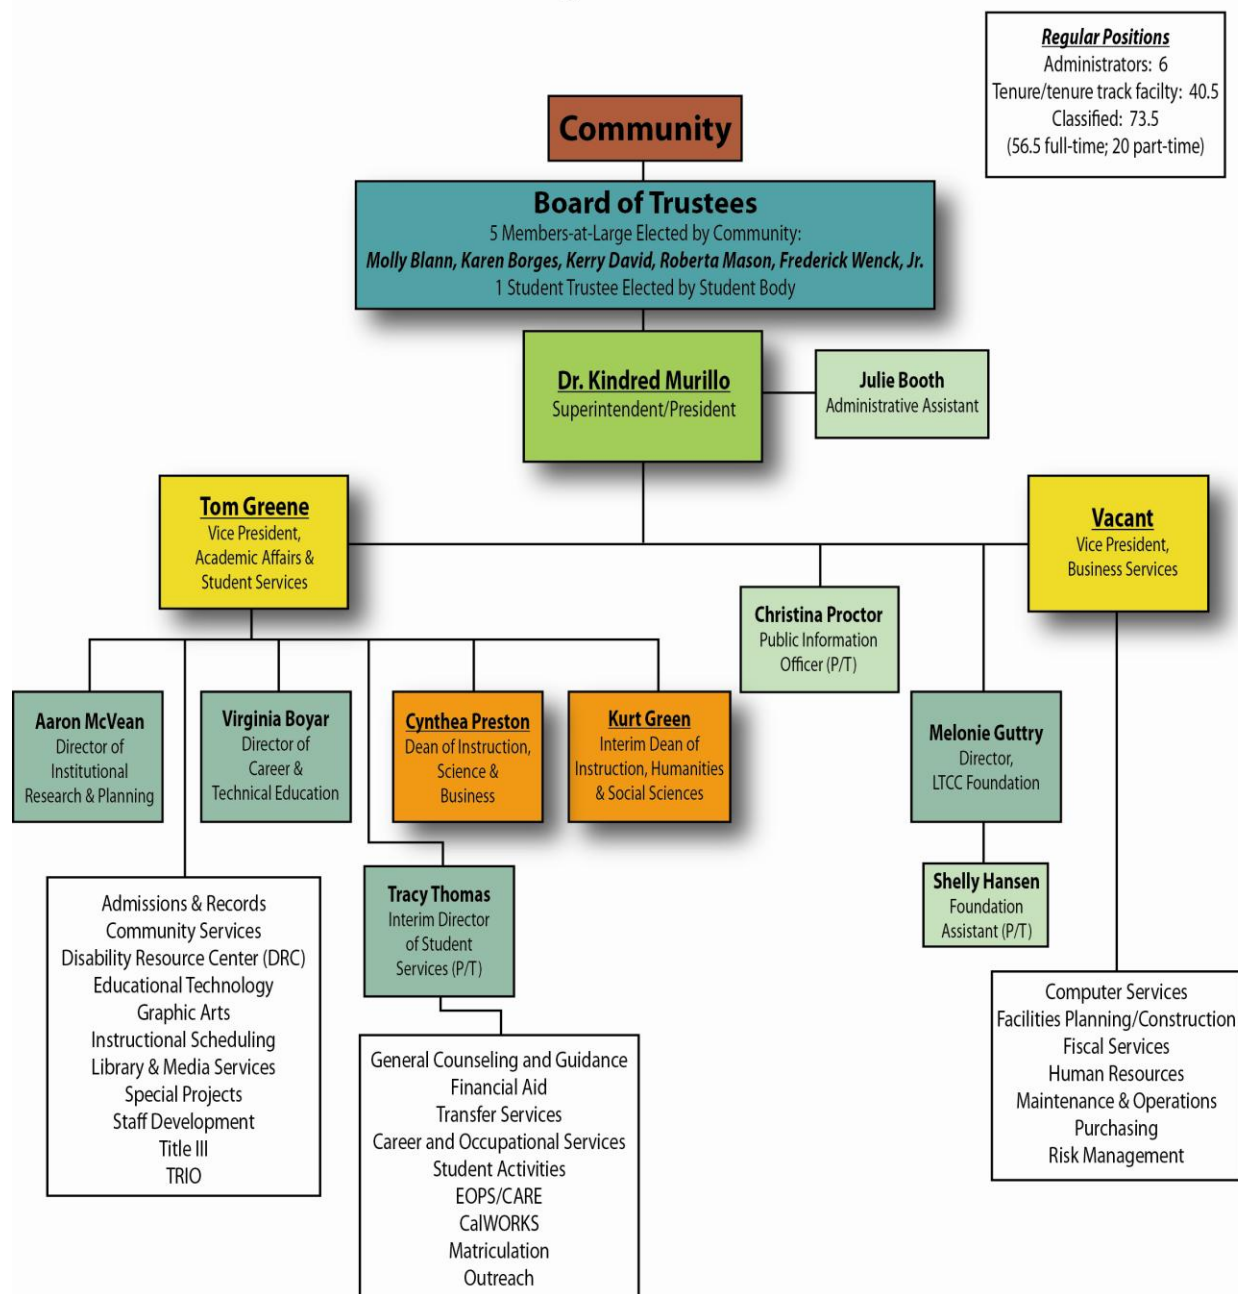 Regular Positions
Administrators: 6
Tenure/tenure track facilty: 40.5
Classified: 73.5
(56.5 full-time; 20 part-time)
Community
Board of Trustees
5 Members-at-Large Elected by Community:
Molly Blann, Karen Borges, Kerry David, Roberta Mason, Frederick Wenck, Jr.
1 Student Trustee Elected by Student Body
Dr. Kindred Murillo
Superintendent/President
Julie Booth
Administrative Assistant
Tom Greene
Vice President,
Academic Affairs &
Student Services
Vacant
Vice President,
Business Services
Christina Proctor
Public Information
Officer (P/T)
Aaron McVean
Director of
Institutional
Research & Planning
Virginia Boyar
Director of
Career &
Technical Education
Cynthea Preston
Dean of Instruction,
Science &
Business
Kurt Green
Interim Dean of
Instruction, Humanities
& Social Sciences
Melonie Guttry
Director,
LTCC Foundation
Shelly Hansen
Foundation
Assistant (P/T)
Tracy Thomas
Interim Director
of Student
Services (P/T)
Admissions & Records
Community Services
Disability Resource Center (DRC)
Educational Technology
Graphic Arts
Instructional Scheduling
Library & Media Services
Special Projects
Staff Development
Title III
TRIO
General Counseling and Guidance
Financial Aid
Transfer Services
Career and Occupational Services
Student Activities
EOPS/CARE
CalWORKS
Matriculation
Outreach
Computer Services
Facilities Planning/Construction
Fiscal Services
Human Resources
Maintenance & Operations
Purchasing
Risk Management